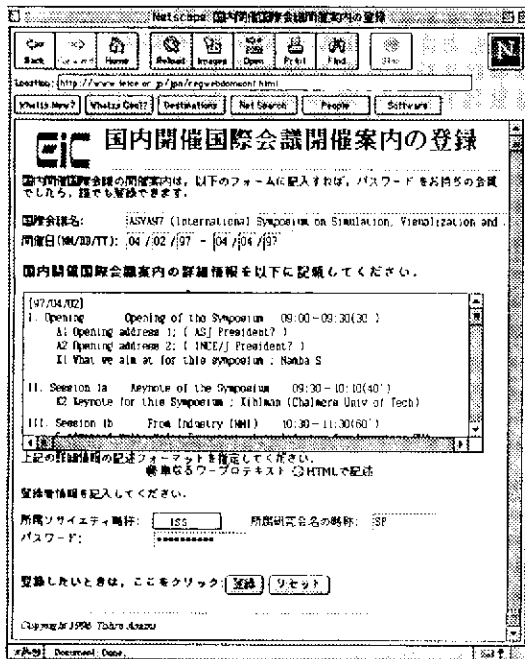 Netscape: 国内開催国際会議開催案内の登録
Back Forward Home Reload Images Open Print Find Stop
Location: http://www.ieice.or.jp/jpn/regwebdomconf.html
What's New? What's Cool? Destinations Net Search People Software
EiC 国内開催国際会議開催案内の登録
国内開催国際会議の開催案内は，以下のフォームに記入すれば，パスワードをお持ちの会員
でしたら，誰でも登録できます．
国際会議名: ASVA97 (International Symposium on Simulation, Visualization and
開催日(MM/DD/YY): 04/02/97 - 04/04/97
国内開催国際会議案内の詳細情報を以下に記載してください．
[97/04/02]
I. Opening Opening of the Symposium 09:00-09:30(30')
A1 Opening address 1; ( ASJ President? )
A2 Opening address 2; ( INCE/J President? )
K1 What we aim at for this symposium ; Namba S
II. Session 1a Keynote of the Symposium 09:30-10:10(40')
K2 Keynote for this Symposium ; Kihlman (Chalmers Univ of Tech)
III. Session 1b From Industry (NHI) 10:30-11:30(60')
上記の詳細情報の記述フォーマットを指定してください．
単なるワープロテキスト HTMLで記述
登録者情報を記入してください．
所属ソサイエティ略称: ISS 所属研究会名の略称: SP
パスワード: **********
登録したいときは，ここをクリック: 登録 リセット
Copyright 1996
Document: Done.